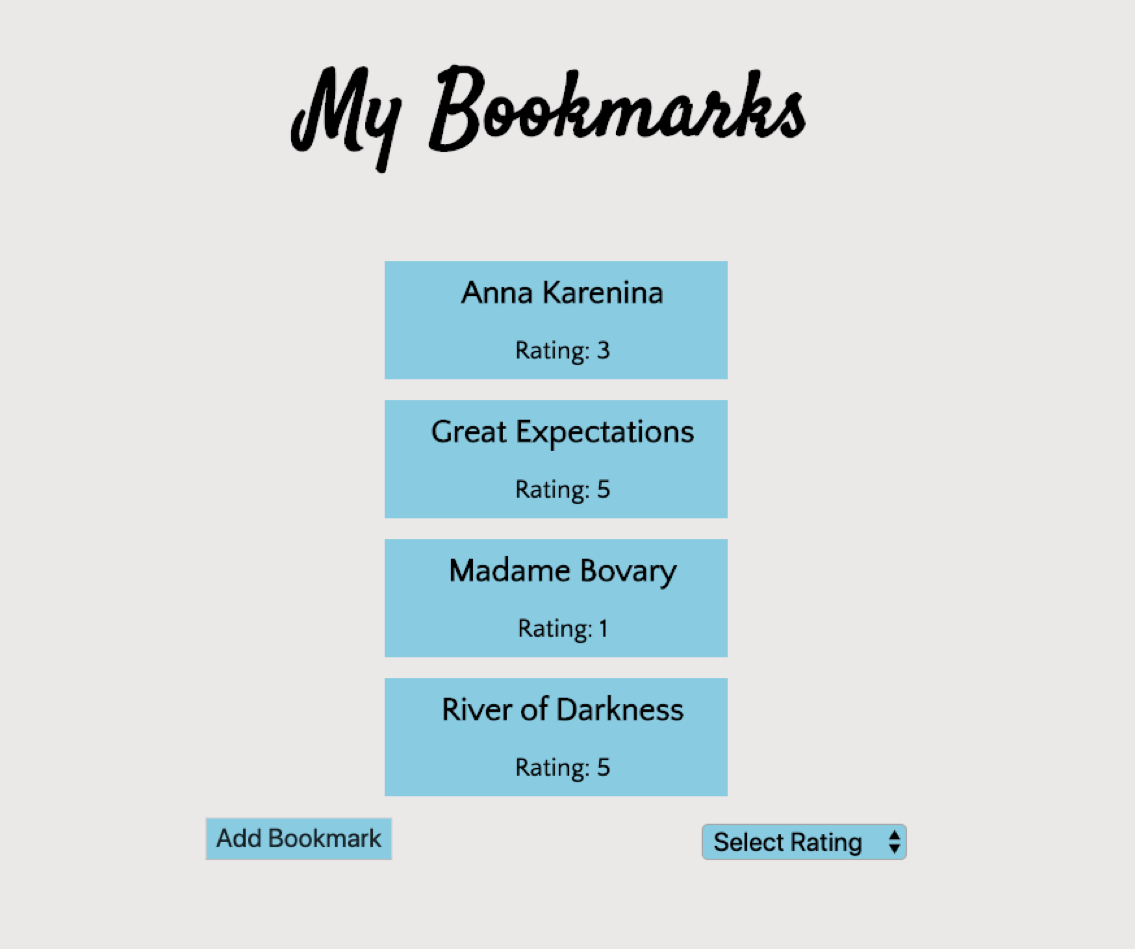 My Bookmarks
Anna Karenina
Rating: 3
Great Expectations
Rating: 5
Madame Bovary
Rating: 1
River of Darkness
Rating: 5
Add Bookmark
Select Rating